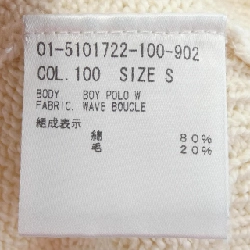 01-5101722-100-902
COL.100 SIZE S
BODY BOY POLO W
FABRIC. WAVE BOUCLE
組成表示
綿 80%
毛 20%